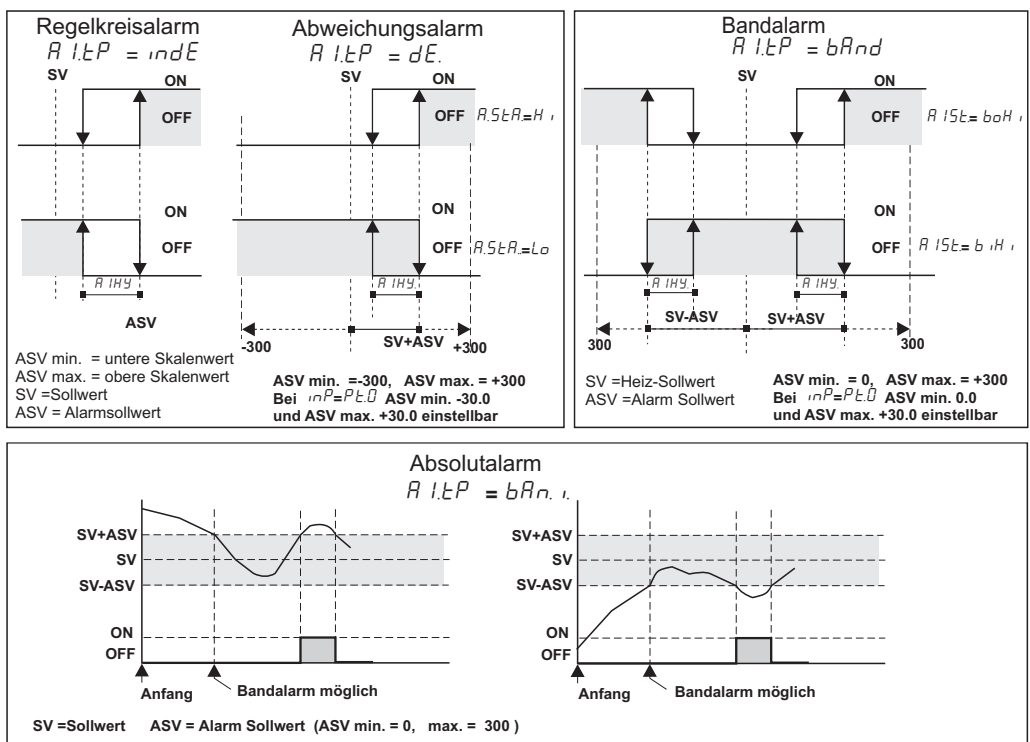 Regelkreisalarm
A1.tP = indE
SV
ON
OFF
ON
OFF
A1HY.
ASV
ASV min. = untere Skalenwert
ASV max. = obere Skalenwert
SV =Sollwert
ASV = Alarmsollwert
Abweichungsalarm
A1.tP = dE.
SV
ON
OFF
A.StA.=Hi
ON
OFF
A.StA.=Lo
A1HY.
SV+ASV
-300
+300
ASV min. =-300, ASV max. = +300
Bei inP=Pt.0 ASV min. -30.0
und ASV max. +30.0 einstellbar
Bandalarm
A1.tP = bAnd
SV
ON
OFF
A1St.= boHi
ON
OFF
A1St.= biHi
A1HY.
A1HY.
SV-ASV
SV+ASV
300
300
SV =Heiz-Sollwert
ASV =Alarm Sollwert
ASV min. = 0, ASV max. = +300
Bei inP=Pt.0 ASV min. 0.0
und ASV max. +30.0 einstellbar
Absolutalarm
A1.tP = bAn.i.
SV+ASV
SV
SV-ASV
ON
OFF
Anfang
Bandalarm möglich
SV+ASV
SV
SV-ASV
ON
OFF
Anfang
Bandalarm möglich
SV =Sollwert ASV = Alarm Sollwert (ASV min. = 0, max. = 300 )